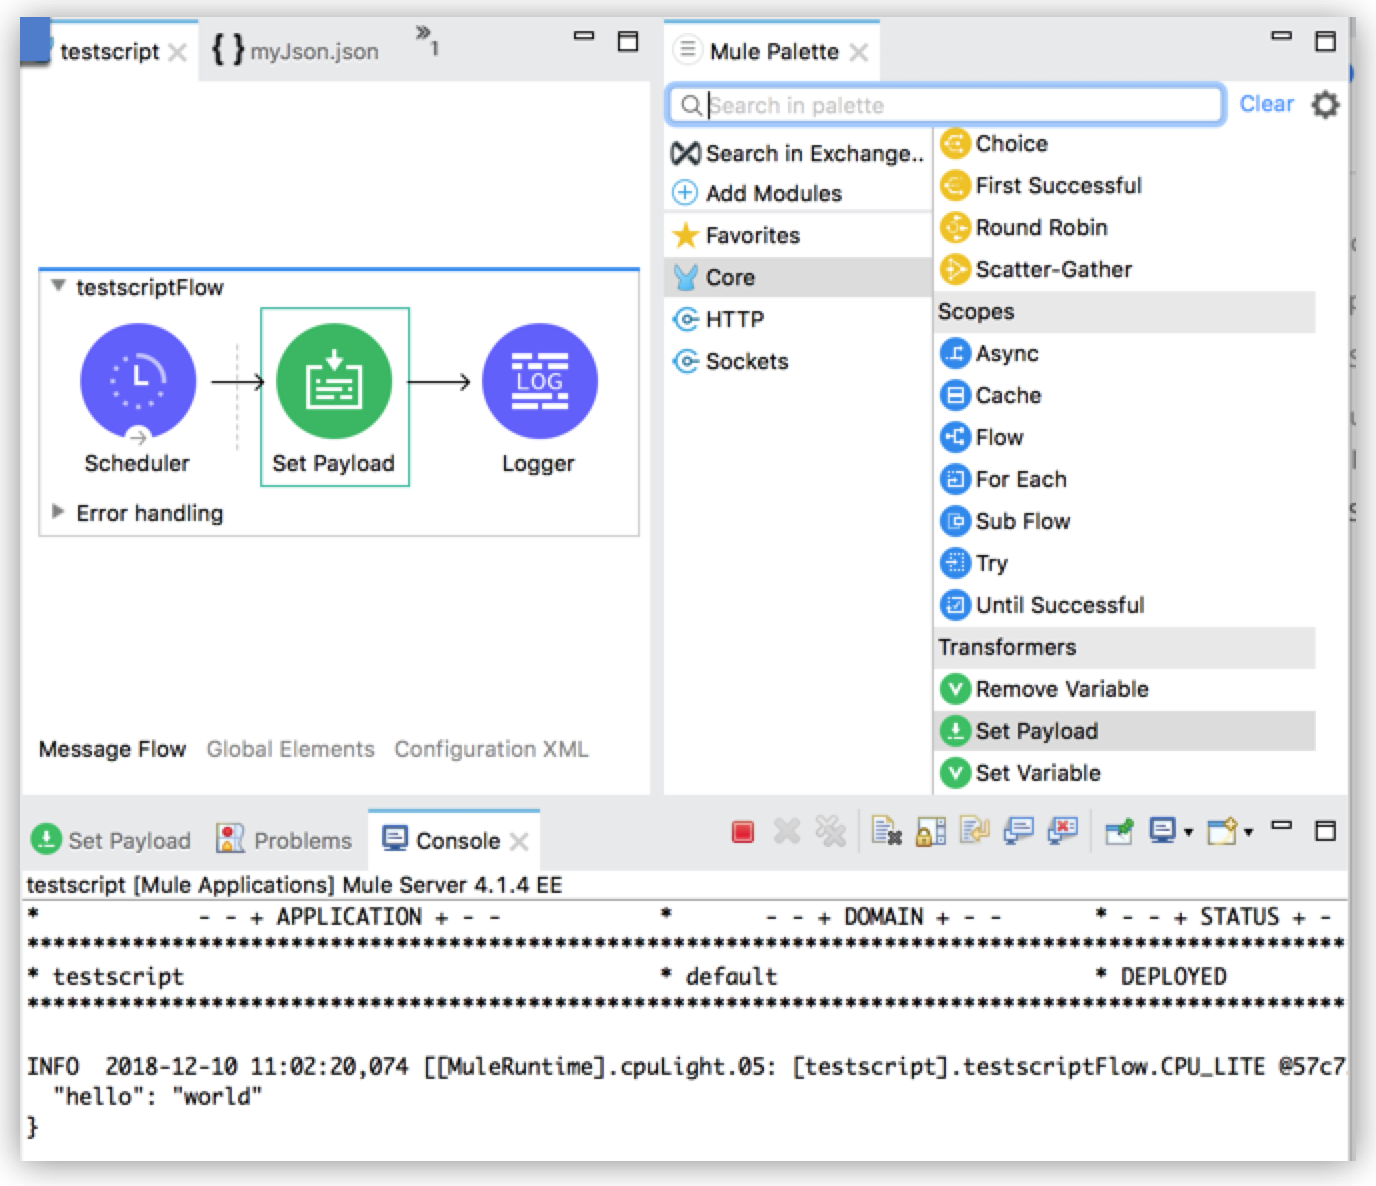 testscript
{ } myJson.json
»1
Mule Palette
Search in palette
Clear
Search in Exchange..
Add Modules
Favorites
Core
HTTP
Sockets
Choice
First Successful
Round Robin
Scatter-Gather
Scopes
Async
Cache
Flow
For Each
Sub Flow
Try
Until Successful
Transformers
Remove Variable
Set Payload
Set Variable
testscriptFlow
LOG
Scheduler
Set Payload
Logger
Error handling
Message Flow Global Elements Configuration XML
Set Payload Problems Console
testscript [Mule Applications] Mule Server 4.1.4 EE
* - - + APPLICATION + - - * - - + DOMAIN + - - * - - + STATUS + -
****************************************************************************************************
* testscript * default * DEPLOYED
****************************************************************************************************
INFO 2018-12-10 11:02:20,074 [[MuleRuntime].cpuLight.05: [testscript].testscriptFlow.CPU_LITE @57c7
"hello": "world"
}